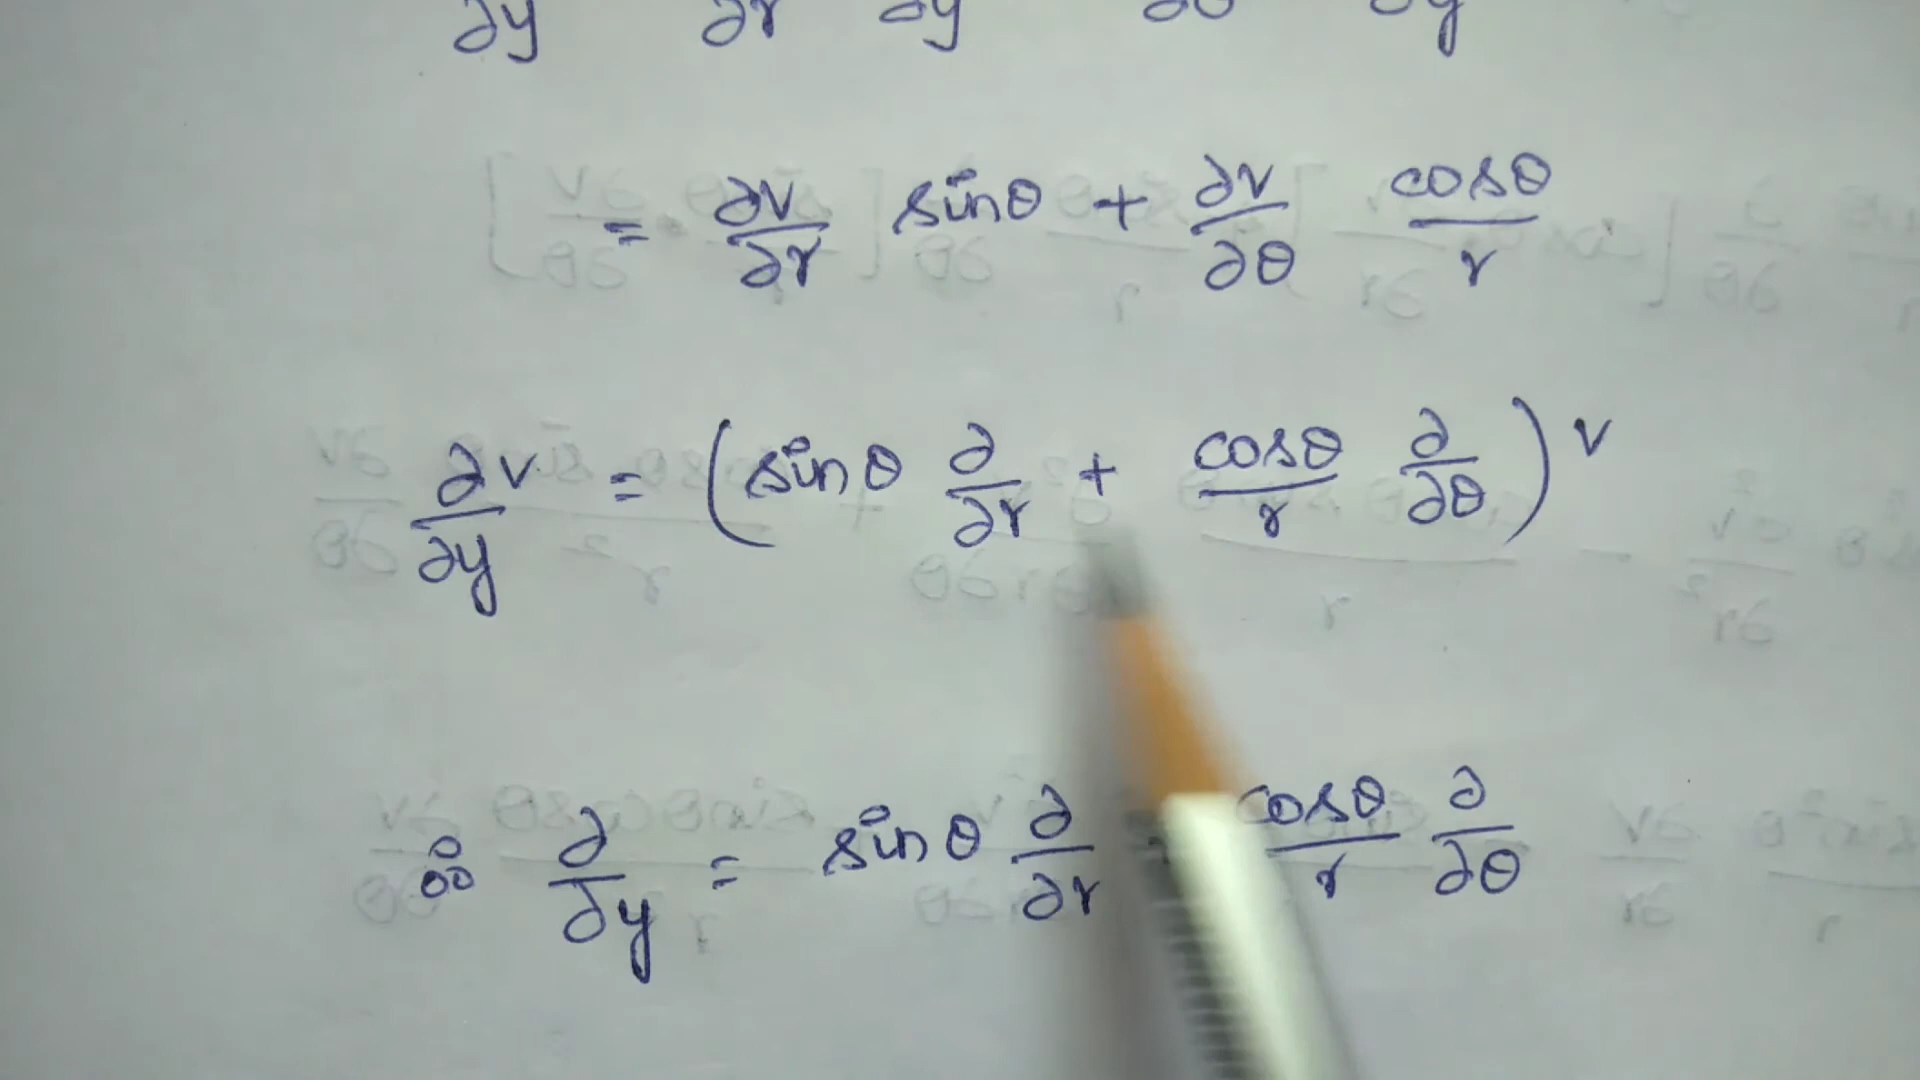 ∂y ∂r ∂y ∂θ ∂y
= ∂v/∂r sinθ + ∂v/∂θ cosθ/r
∂v/∂y = (sinθ ∂/∂r + cosθ/r ∂/∂θ) v
∴ ∂/∂y = sinθ ∂/∂r + cosθ/r ∂/∂θ